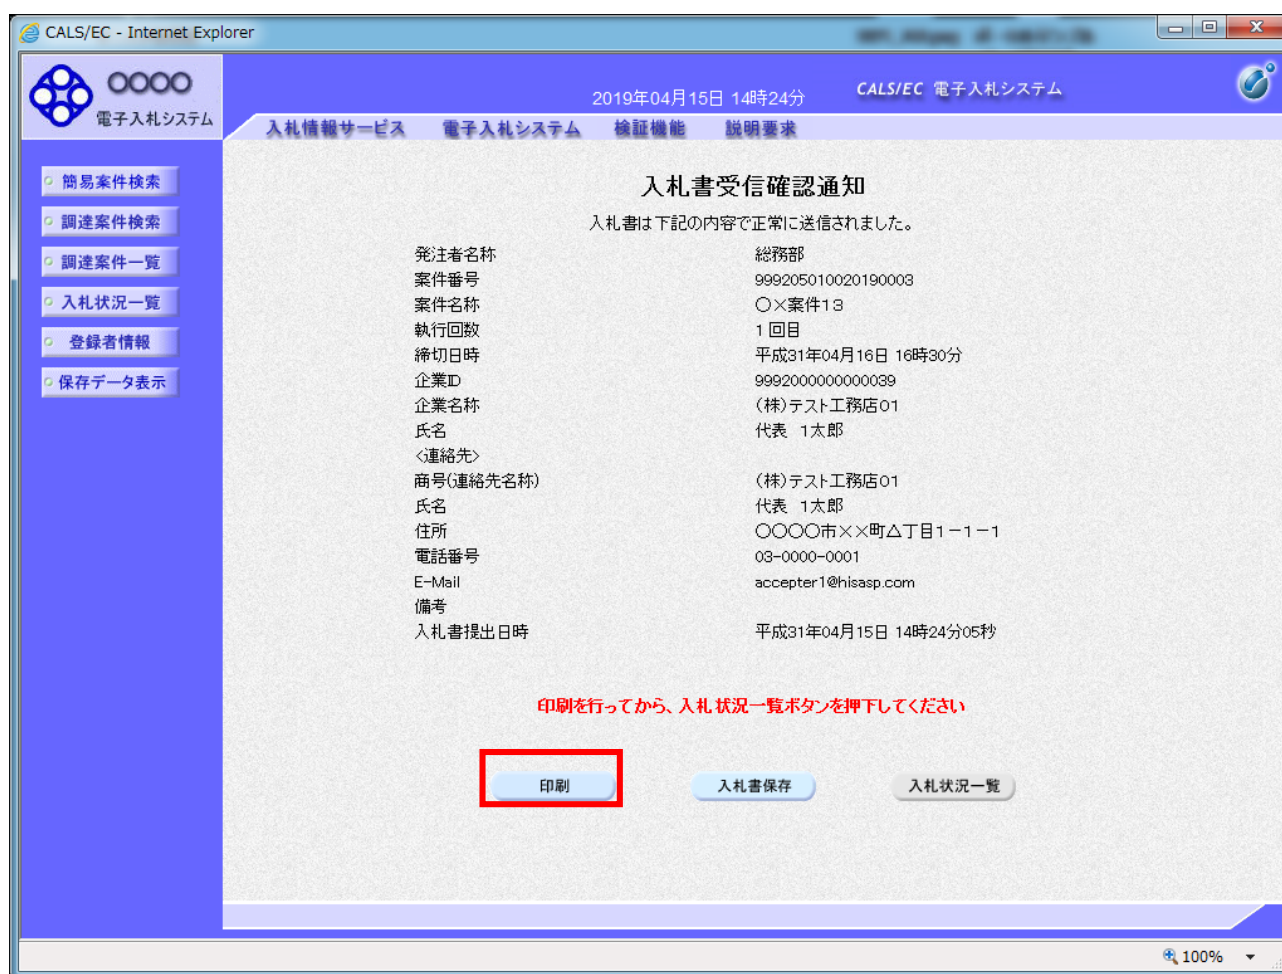 CALS/EC - Internet Explorer
〇〇〇〇
電子入札システム
2019年04月15日 14時24分
CALS/EC 電子入札システム
入札情報サービス 電子入札システム 検証機能 説明要求
簡易案件検索
調達案件検索
調達案件一覧
入札状況一覧
登録者情報
保存データ表示
入札書受信確認通知
入札書は下記の内容で正常に送信されました。
発注者名称 総務部
案件番号 999205010020190003
案件名称 〇×案件13
執行回数 1回目
締切日時 平成31年04月16日 16時30分
企業ID 9992000000000039
企業名称 (株)テスト工務店01
氏名 代表 1太郎
<連絡先>
商号(連絡先名称) (株)テスト工務店01
氏名 代表 1太郎
住所 〇〇〇〇市××町△丁目1-1-1
電話番号 03-0000-0001
E-Mail accepter1@hisasp.com
備考
入札書提出日時 平成31年04月15日 14時24分05秒
印刷を行ってから、入札状況一覧ボタンを押下してください
印刷 入札書保存 入札状況一覧
100%